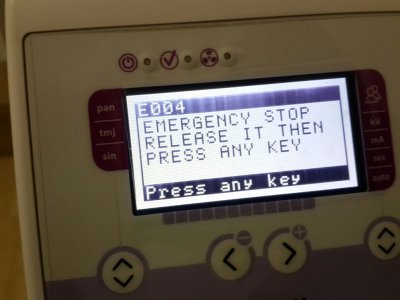 E004
EMERGENCY STOP
RELEASE IT THEN
PRESS ANY KEY
Press any key
pan
tmj
sin
kV
mA
sec
auto